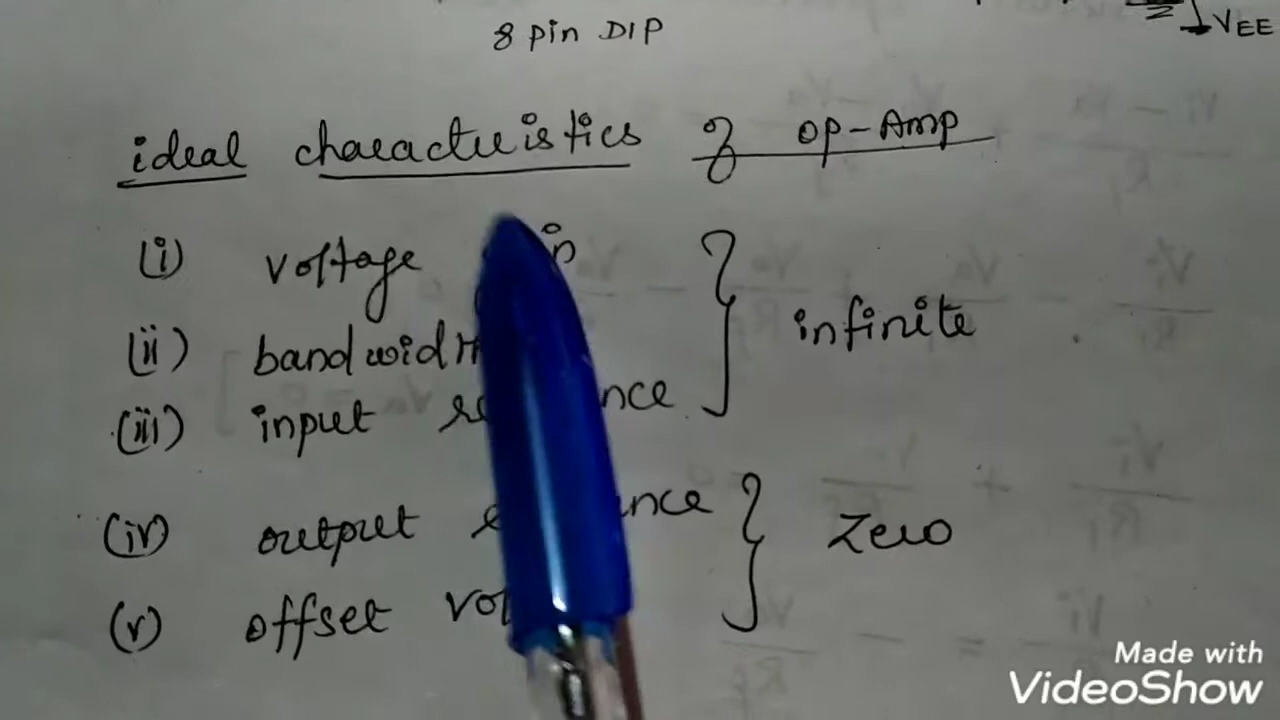 8 pin DIP
VEE
ideal characteristics of OP-Amp
(i) voltage
(ii) bandwidth
(iii) input
(iv) output
(v) offset
infinite
Zero
Made with
VideoShow